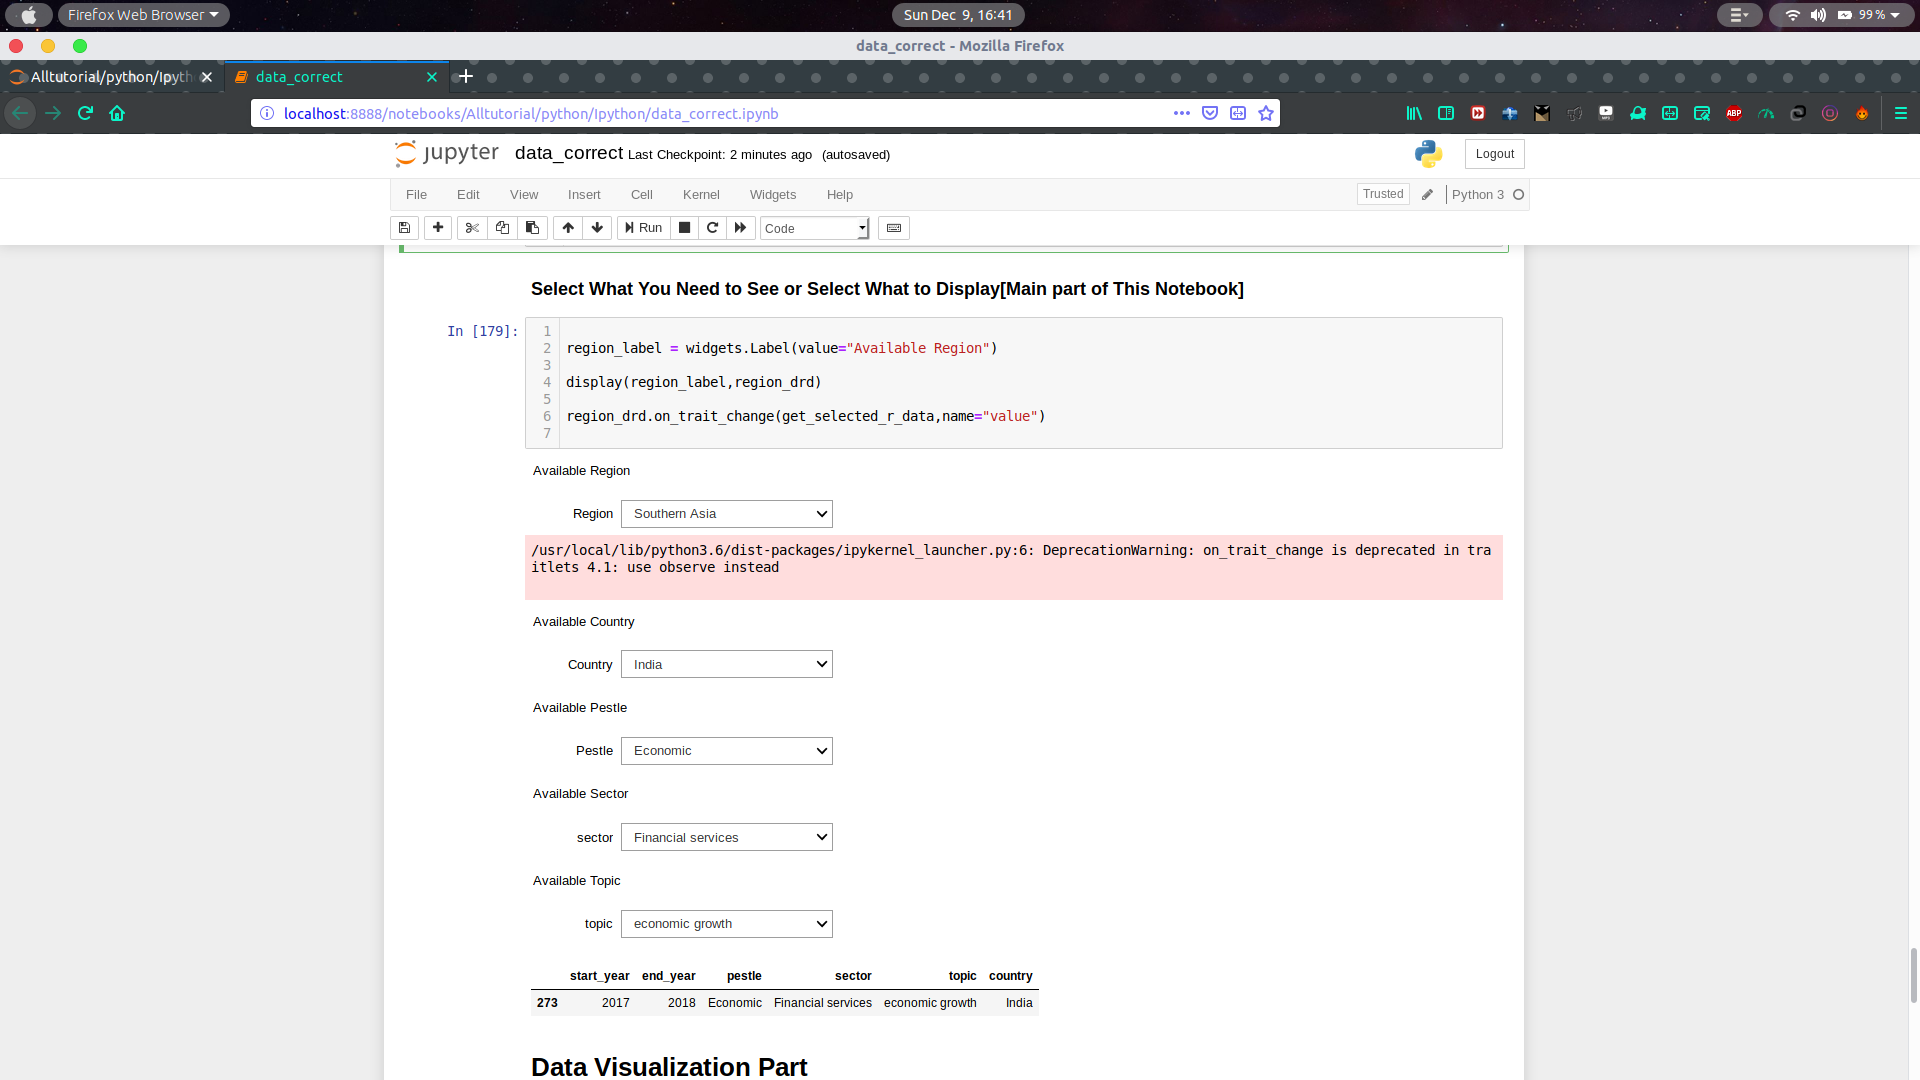 Firefox Web Browser
Sun Dec 9, 16:41
99 %
data_correct - Mozilla Firefox
Alltutorial/python/Ipyth
data_correct
localhost:8888/notebooks/Alltutorial/python/Ipython/data_correct.ipynb
ABP
jupyter data_correct Last Checkpoint: 2 minutes ago (autosaved)
Logout
File Edit View Insert Cell Kernel Widgets Help
Trusted Python 3
Run Code
Select What You Need to See or Select What to Display[Main part of This Notebook]
In [179]:
1
2 region_label = widgets.Label(value="Available Region")
3
4 display(region_label,region_drd)
5
6 region_drd.on_trait_change(get_selected_r_data,name="value")
7
Available Region
Region Southern Asia
/usr/local/lib/python3.6/dist-packages/ipykernel_launcher.py:6: DeprecationWarning: on_trait_change is deprecated in tra
itlets 4.1: use observe instead
Available Country
Country India
Available Pestle
Pestle Economic
Available Sector
sector Financial services
Available Topic
topic economic growth
start_year end_year pestle sector topic country
273 2017 2018 Economic Financial services economic growth India
Data Visualization Part